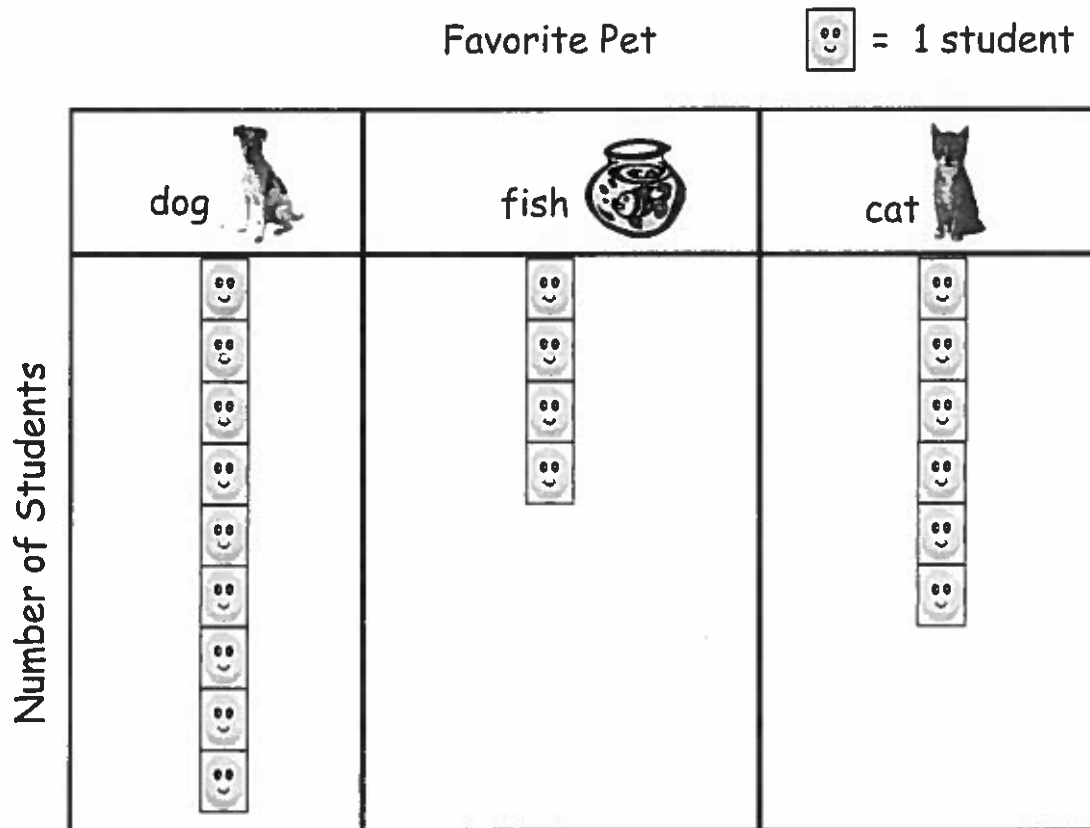 Favorite Pet
= 1 student
dog
fish
cat
Number of Students